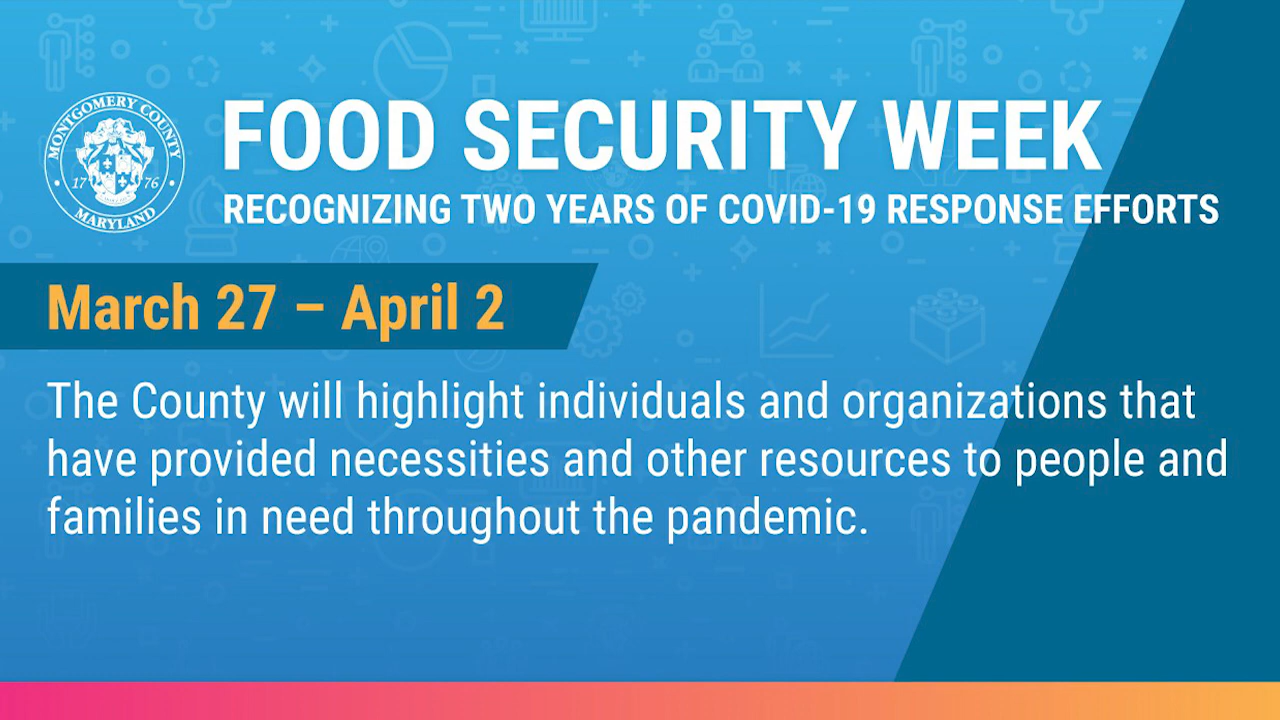 MONTGOMERY COUNTY
17 76
MARYLAND
FOOD SECURITY WEEK
RECOGNIZING TWO YEARS OF COVID-19 RESPONSE EFFORTS
March 27 – April 2
The County will highlight individuals and organizations that
have provided necessities and other resources to people and
families in need throughout the pandemic.